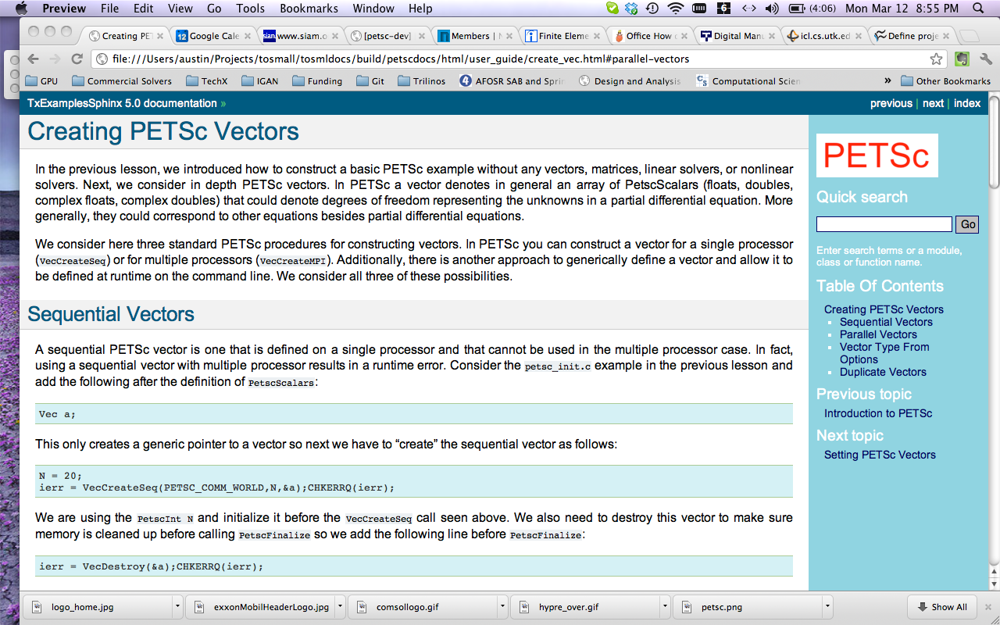 Preview File Edit View Go Tools Bookmarks Window Help
6 (4:06) Mon Mar 12 8:55 PM
Creating PE
12 Google Cale
siam www.siam.o
[petsc-dev]
Members | N
Finite Eleme
Office How
Digital Man
icl.cs.utk.ed
Define proje
file:///Users/austin/Projects/tosmall/tosmldocs/build/petscdocs/html/user_guide/create_vec.html#parallel-vectors
GPU Commercial Solvers TechX IGAN Funding Git Trilinos 4 AFOSR SAB and Sprin Design and Analysis Computational Scien » Other Bookmarks
TxExamplesSphinx 5.0 documentation »
previous | next | index
Creating PETSc Vectors
In the previous lesson, we introduced how to construct a basic PETSc example without any vectors, matrices, linear solvers, or nonlinear
solvers. Next, we consider in depth PETSc vectors. In PETSc a vector denotes in general an array of PetscScalars (floats, doubles,
complex floats, complex doubles) that could denote degrees of freedom representing the unknowns in a partial differential equation. More
generally, they could correspond to other equations besides partial differential equations.
We consider here three standard PETSc procedures for constructing vectors. In PETSc you can construct a vector for a single processor
(VecCreateSeq) or for multiple processors (VecCreateMPI). Additionally, there is another approach to generically define a vector and allow it to
be defined at runtime on the command line. We consider all three of these possibilities.
Sequential Vectors
A sequential PETSc vector is one that is defined on a single processor and that cannot be used in the multiple processor case. In fact,
using a sequential vector with multiple processor results in a runtime error. Consider the petsc_init.c example in the previous lesson and
add the following after the definition of PetscScalars:
Vec a;
This only creates a generic pointer to a vector so next we have to “create” the sequential vector as follows:
N = 20;
ierr = VecCreateSeq(PETSC_COMM_WORLD,N,&a);CHKERRQ(ierr);
We are using the PetscInt N and initialize it before the VecCreateSeq call seen above. We also need to destroy this vector to make sure
memory is cleaned up before calling PetscFinalize so we add the following line before PetscFinalize:
ierr = VecDestroy(&a);CHKERRQ(ierr);
PETSc
Quick search
Go
Enter search terms or a module,
class or function name.
Table Of Contents
Creating PETSc Vectors
Sequential Vectors
Parallel Vectors
Vector Type From
Options
Duplicate Vectors
Previous topic
Introduction to PETSc
Next topic
Setting PETSc Vectors
logo_home.jpg
exxonMobilHeaderLogo.jpg
comsollogo.gif
hypre_over.gif
petsc.png
Show All